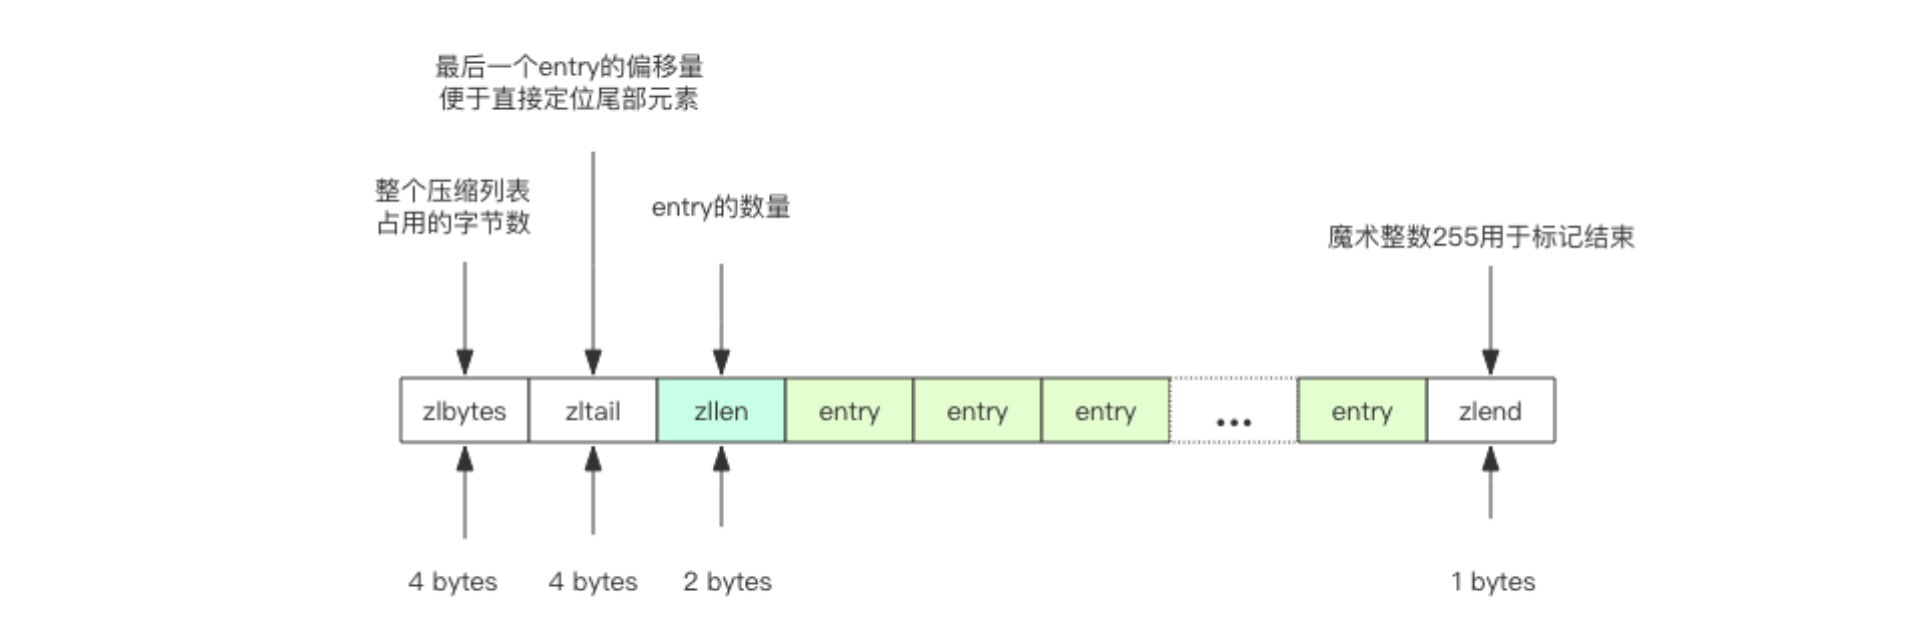 最后一个entry的偏移量
便于直接定位尾部元素
整个压缩列表
占用的字节数
entry的数量
魔术整数255用于标记结束
zlbytes
zltail
zllen
entry
entry
entry
...
entry
zlend
4 bytes
4 bytes
2 bytes
1 bytes